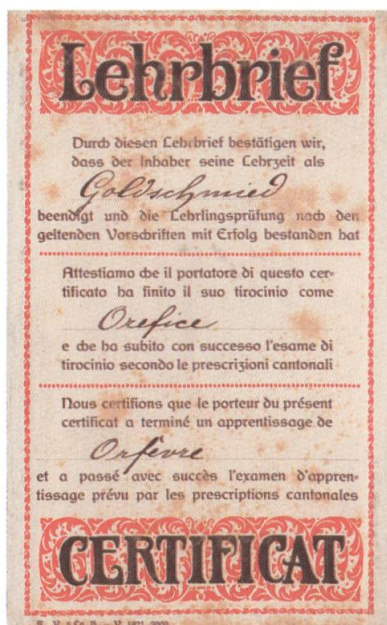 Lehrbrief
Durch diesen Lehrbrief bestätigen wir,
dass der Inhaber seine Lehrzeit als
Goldschmied
beendigt und die Lehrlingsprüfung nach den
geltenden Vorschriften mit Erfolg bestanden hat
Attestiamo che il portatore di questo cer-
tificato ha finito il suo tirocinio come
Orefice
e che ha subito con successo l'esame di
tirocinio secondo le prescrizioni cantonali
Nous certifions que le porteur du présent
certificat a terminé un apprentissage de
Orfèvre
et a passé avec succès l'examen d'appren-
tissage prévu par les prescriptions cantonales
CERTIFICAT